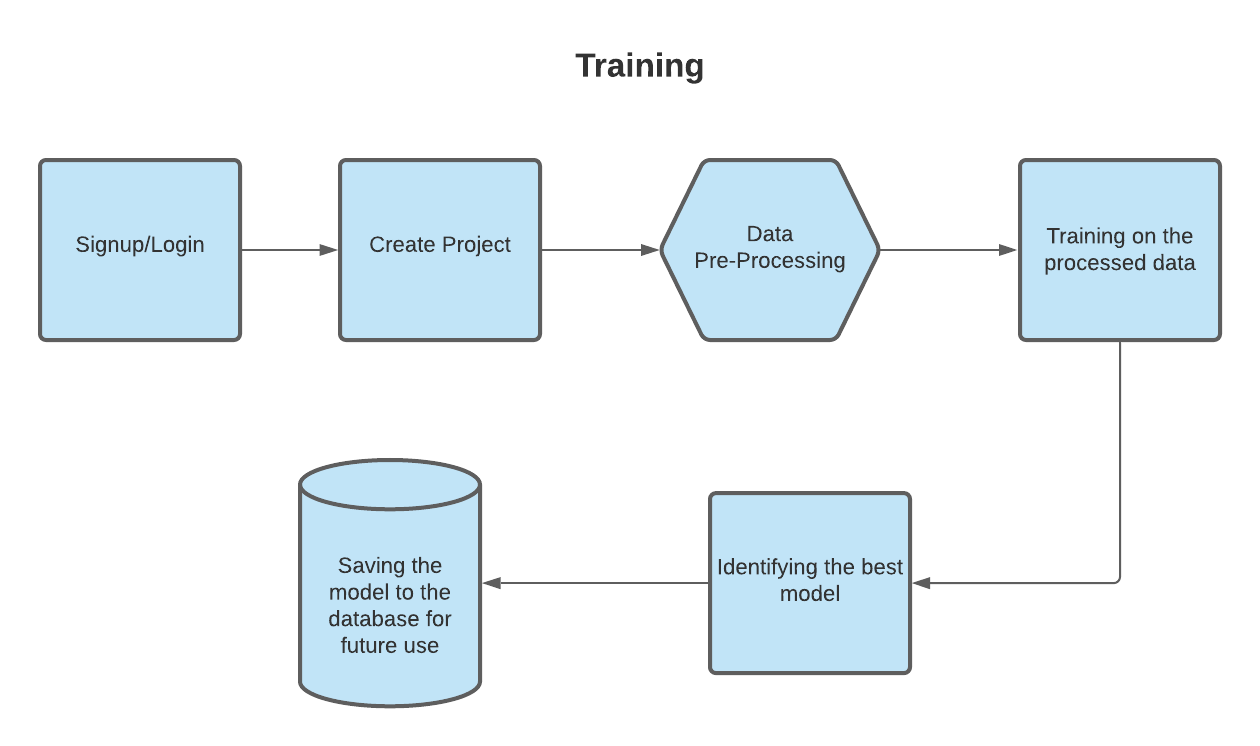 Training
Signup/Login
Create Project
Data
Pre-Processing
Training on the
processed data
Identifying the best
model
Saving the
model to the
database for
future use